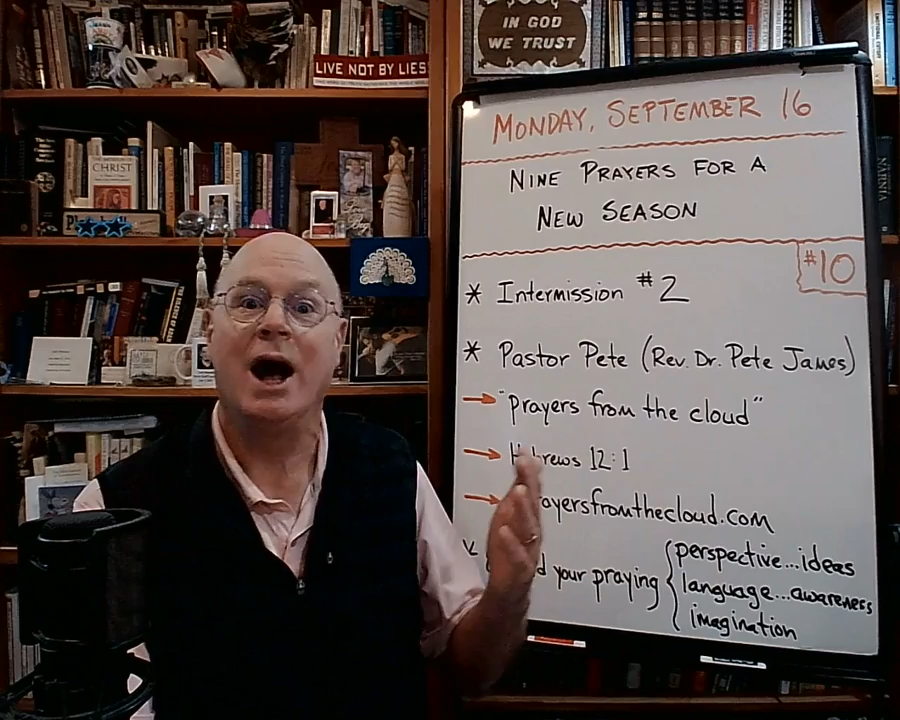 LIVE NOT BY LIES
IN GOD
WE TRUST
CHRIST
NARNIA
MONDAY, SEPTEMBER 16
NINE PRAYERS FOR A
NEW SEASON
#10
* Intermission #2
* Pastor Pete (Rev. Dr. Pete James)
→ "prayers from the cloud"
→ Hebrews 12:1
→ ayersfromthecloud.com
d your praying { perspective...ideas
language...awareness
imagination